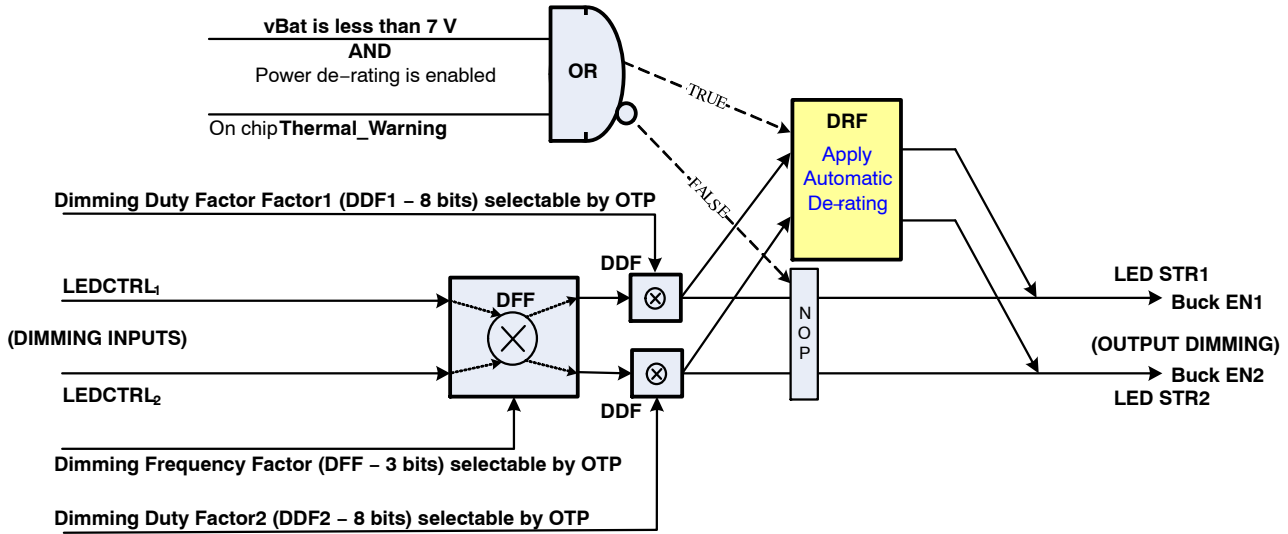 vBat is less than 7 V
AND
Power de−rating is enabled
OR
On chip Thermal_Warning
TRUE
FALSE
DRF
Apply
Automatic
De−rating
Dimming Duty Factor Factor1 (DDF1 − 8 bits) selectable by OTP
DDF
LEDCTRL1
DFF
NOP
LED STR1
Buck EN1
(DIMMING INPUTS)
(OUTPUT DIMMING)
Buck EN2
LEDCTRL2
DDF
LED STR2
Dimming Frequency Factor (DFF − 3 bits) selectable by OTP
Dimming Duty Factor2 (DDF2 − 8 bits) selectable by OTP